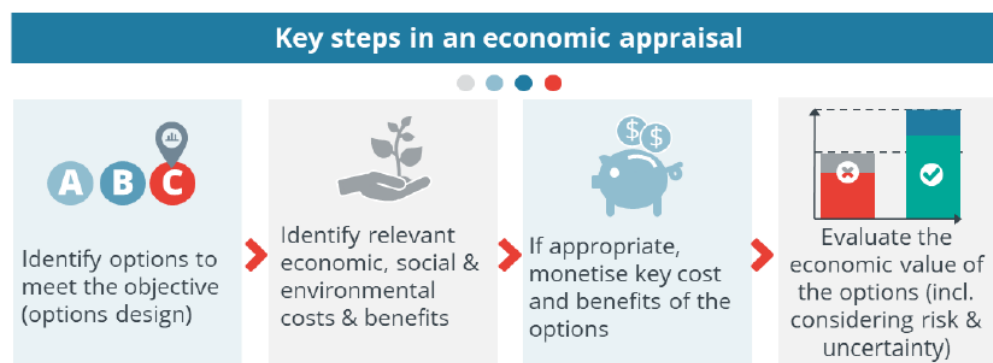 Key steps in an economic appraisal
A B C
Identify options to
meet the objective
(options design)
Identify relevant
economic, social &
environmental
costs & benefits
$ $
If appropriate,
monetise key cost
and benefits of the
options
Evaluate the
economic value of
the options (incl.
considering risk &
uncertainty)